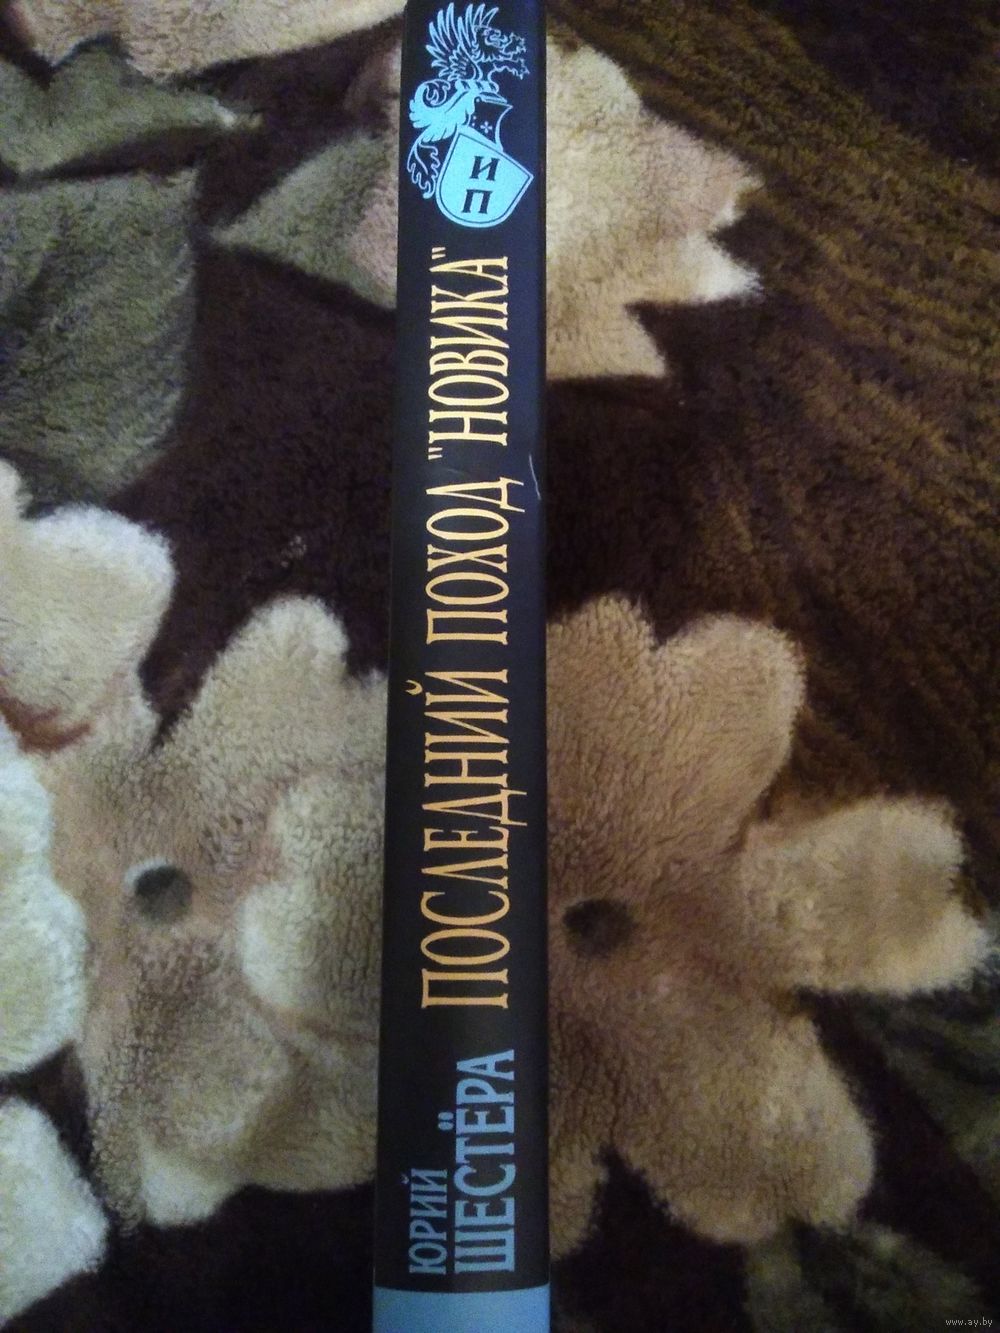 ЮРИЙ
ШЕСТЁРА
ПОСЛЕДНИЙ ПОХОД "НОВИКА"
И
П
www.ay.by